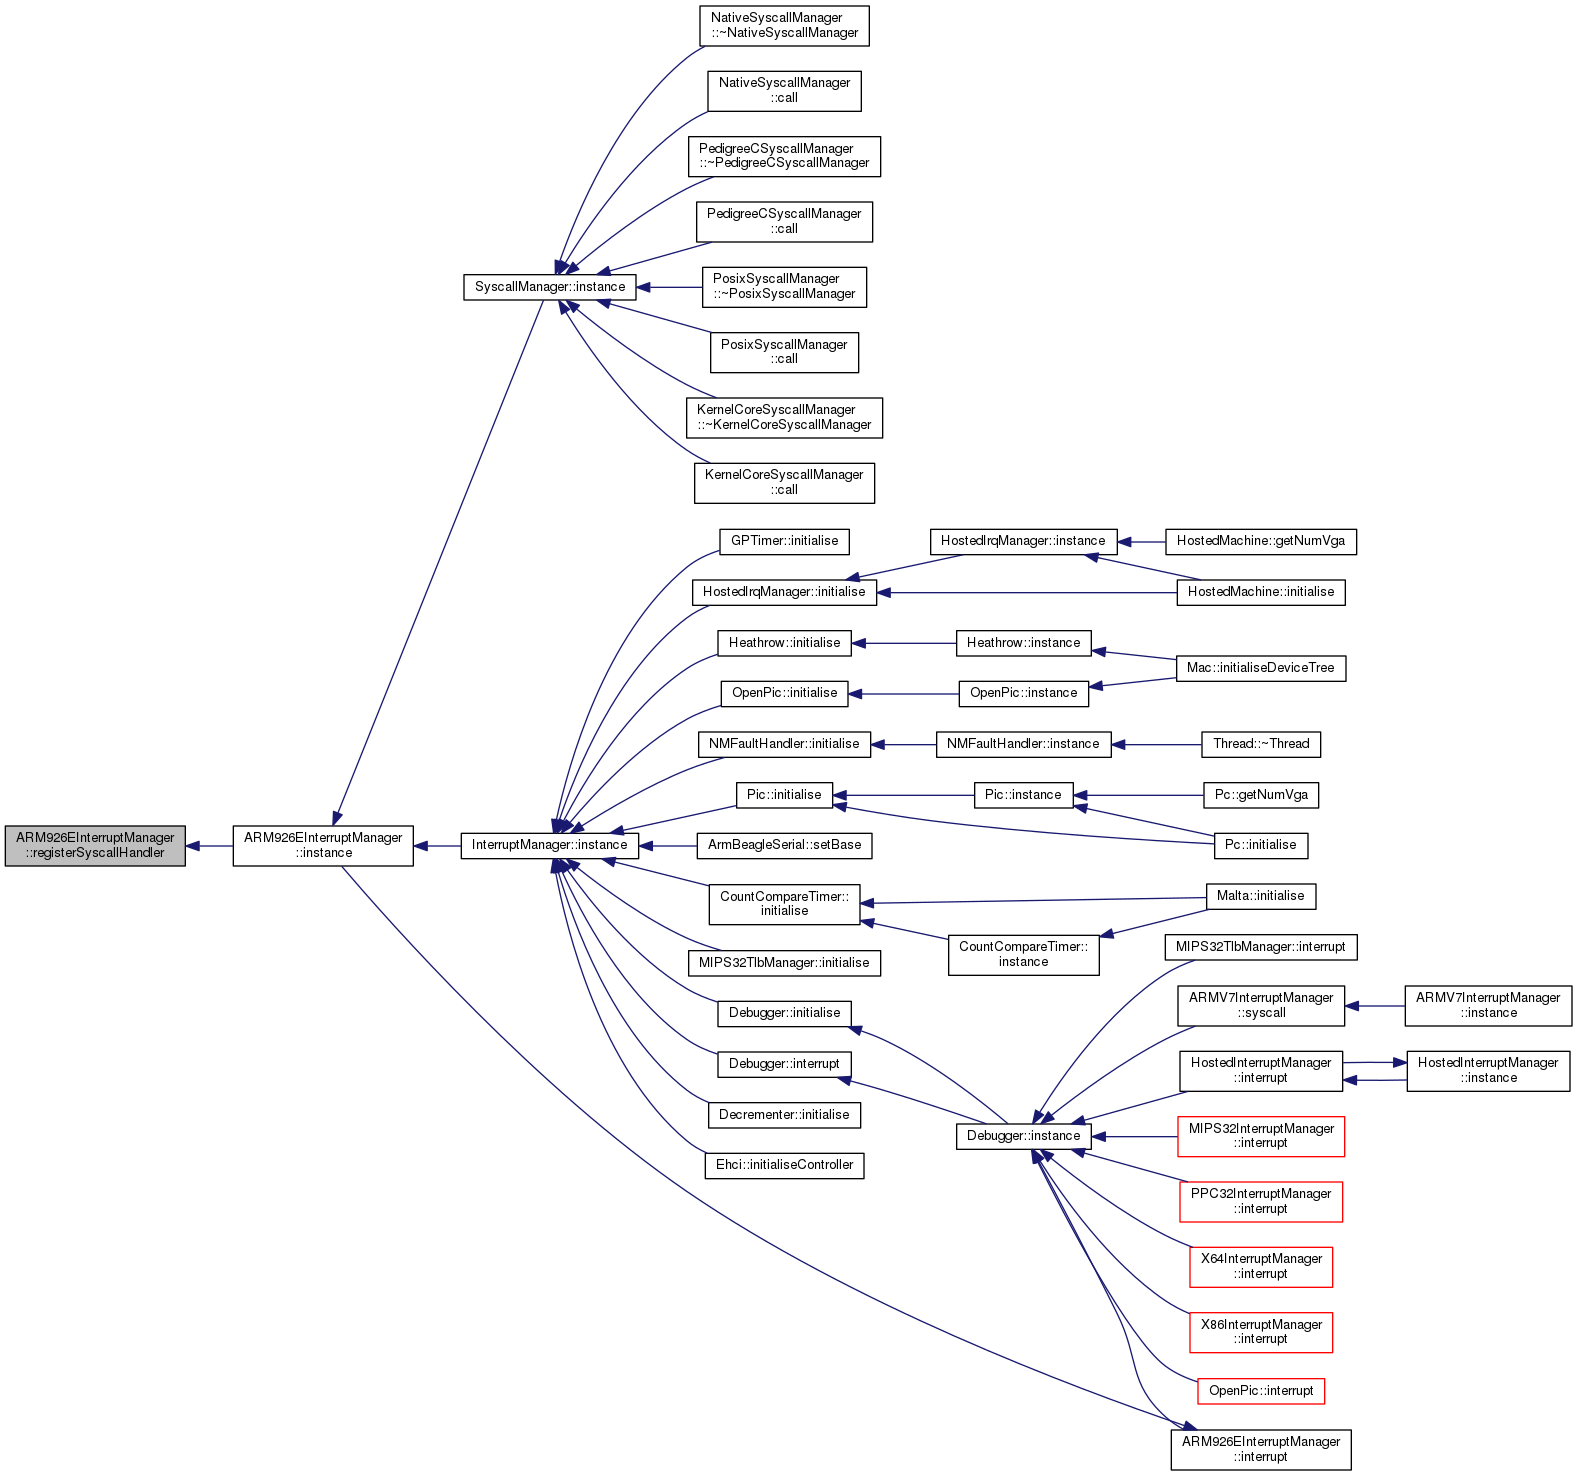 NativeSyscallManager
::~NativeSyscallManager
NativeSyscallManager
::call
PedigreeCSyscallManager
::~PedigreeCSyscallManager
PedigreeCSyscallManager
::call
SyscallManager::instance
PosixSyscallManager
::~PosixSyscallManager
PosixSyscallManager
::call
KernelCoreSyscallManager
::~KernelCoreSyscallManager
KernelCoreSyscallManager
::call
GPTimer::initialise
HostedIrqManager::instance
HostedMachine::getNumVga
HostedIrqManager::initialise
HostedMachine::initialise
Heathrow::initialise
Heathrow::instance
Mac::initialiseDeviceTree
OpenPic::initialise
OpenPic::instance
NMFaultHandler::initialise
NMFaultHandler::instance
Thread::~Thread
Pic::initialise
Pic::instance
Pc::getNumVga
ARM926EInterruptManager
::registerSyscallHandler
ARM926EInterruptManager
::instance
InterruptManager::instance
ArmBeagleSerial::setBase
Pc::initialise
CountCompareTimer::
initialise
Malta::initialise
CountCompareTimer::
instance
MIPS32TlbManager::initialise
MIPS32TlbManager::interrupt
Debugger::initialise
ARMV7InterruptManager
::syscall
ARMV7InterruptManager
::instance
Debugger::interrupt
HostedInterruptManager
::interrupt
HostedInterruptManager
::instance
Decrementer::initialise
Debugger::instance
MIPS32InterruptManager
::interrupt
Ehci::initialiseController
PPC32InterruptManager
::interrupt
X64InterruptManager
::interrupt
X86InterruptManager
::interrupt
OpenPic::interrupt
ARM926EInterruptManager
::interrupt